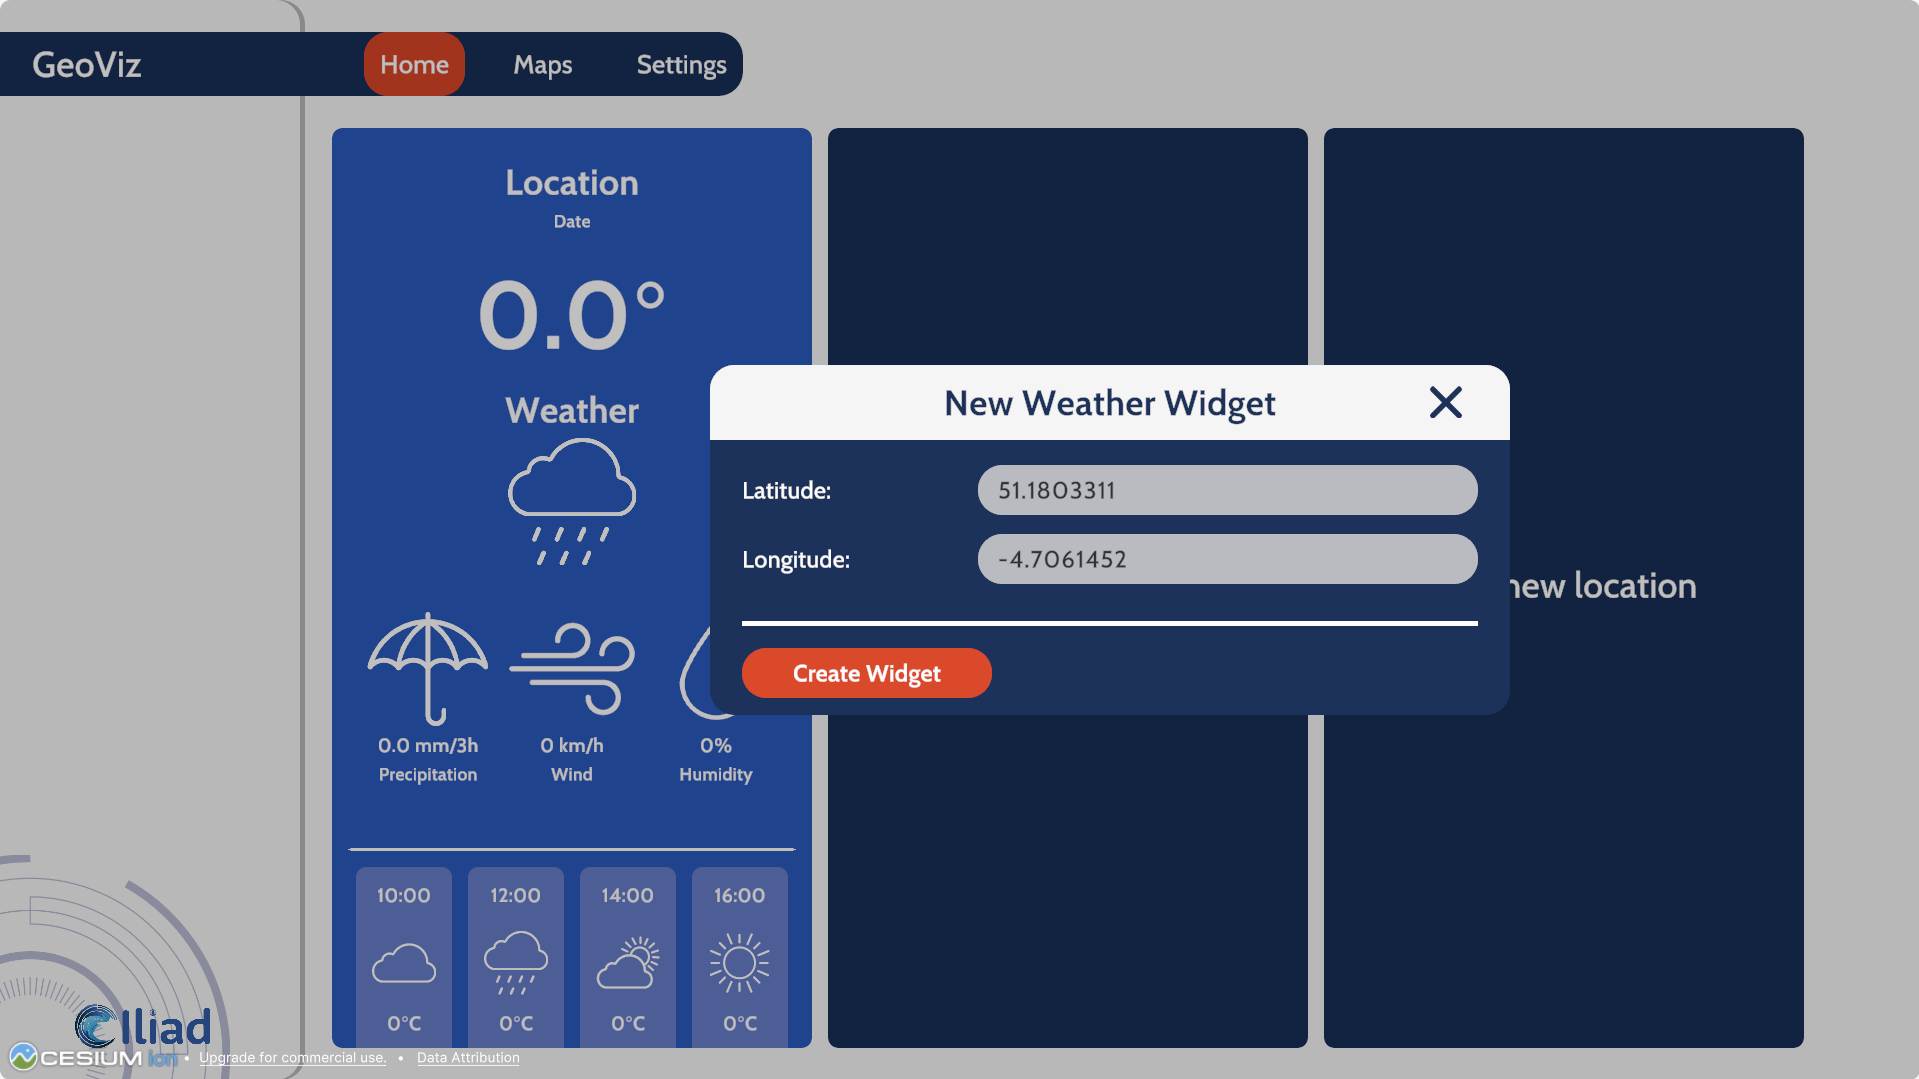 GeoViz
Home
Maps
Settings
Location
Date
0.0°
Weather
0.0 mm/3h
Precipitation
0 km/h
Wind
0%
Humidity
10:00
12:00
14:00
16:00
0°C
0°C
0°C
0°C
New Weather Widget
Latitude:
51.1803311
Longitude:
-4.7061452
Create Widget
new location
Iliad
CESIUM ion • Upgrade for commercial use. • Data Attribution